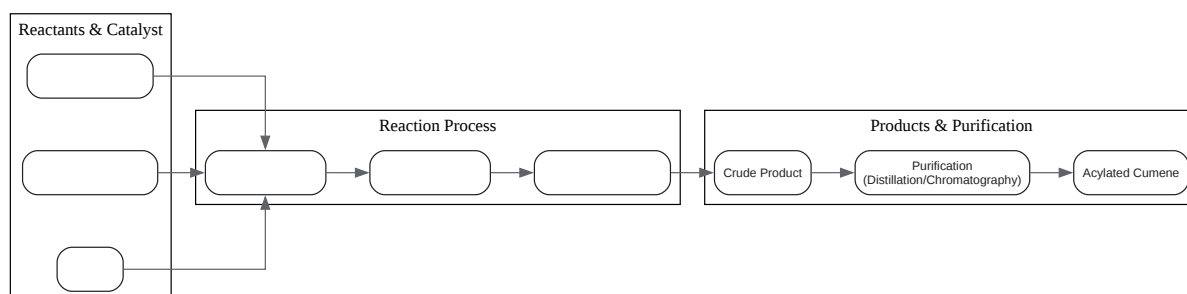 Reactants & Catalyst
Reaction Process
Products & Purification
Crude Product
Purification
(Distillation/Chromatography)
Acylated Cumene